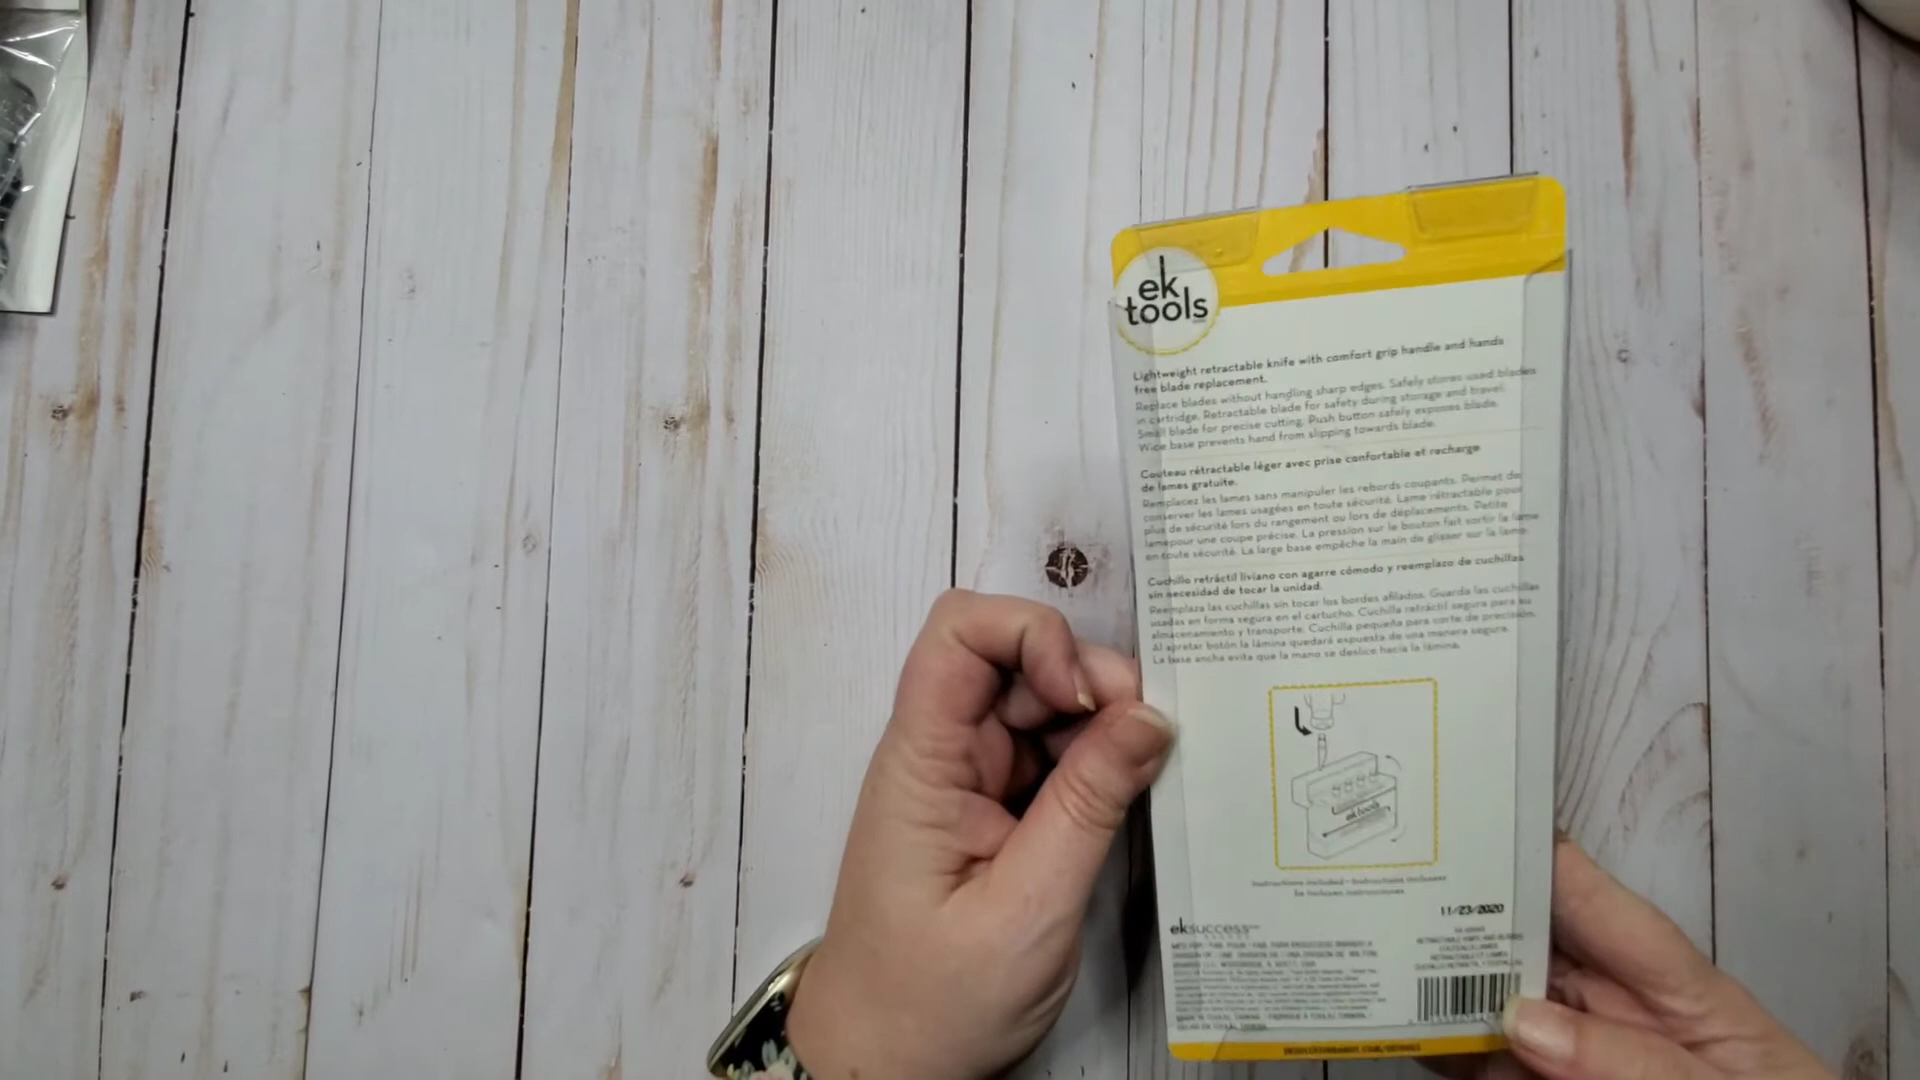 ek
tools
Lightweight retractable knife with comfort grip handle and hands
free blade replacement.
Replace blades without handling sharp edges. Safely stores used blades
in cartridge. Retractable blade for safety during storage and travel.
Small blade for precise cutting. Push button safely exposes blade.
Wide base prevents hand from slipping towards blade.
Couteau rétractable léger avec prise confortable et recharge
de lames gratuite.
Remplacez les lames sans manipuler les rebords coupants. Permet de
conserver les lames usagées en toute sécurité. Lame rétractable pour
plus de sécurité lors du rangement ou lors de déplacements. Petite
lamepour une coupe précise. La pression sur le bouton fait sortir la lame
en toute sécurité. La large base empêche la main de glisser sur la lame.
Cuchillo retráctil liviano con agarre cómodo y reemplazo de cuchillas
sin necesidad de tocar la unidad.
Reemplaza las cuchillas sin tocar los bordes afilados. Guarda las cuchillas
usadas en forma segura en el cartucho. Cuchilla retráctil segura para su
almacenamiento y transporte. Cuchilla pequeña para corte de precisión.
Al apretar botón la lámina quedará expuesta de una manera segura.
La base ancha evita que la mano se deslice hacia la lámina.
ek tools
Instructions included • Instructions incluses
Se incluyen instrucciones
11/23/2020
eksuccess